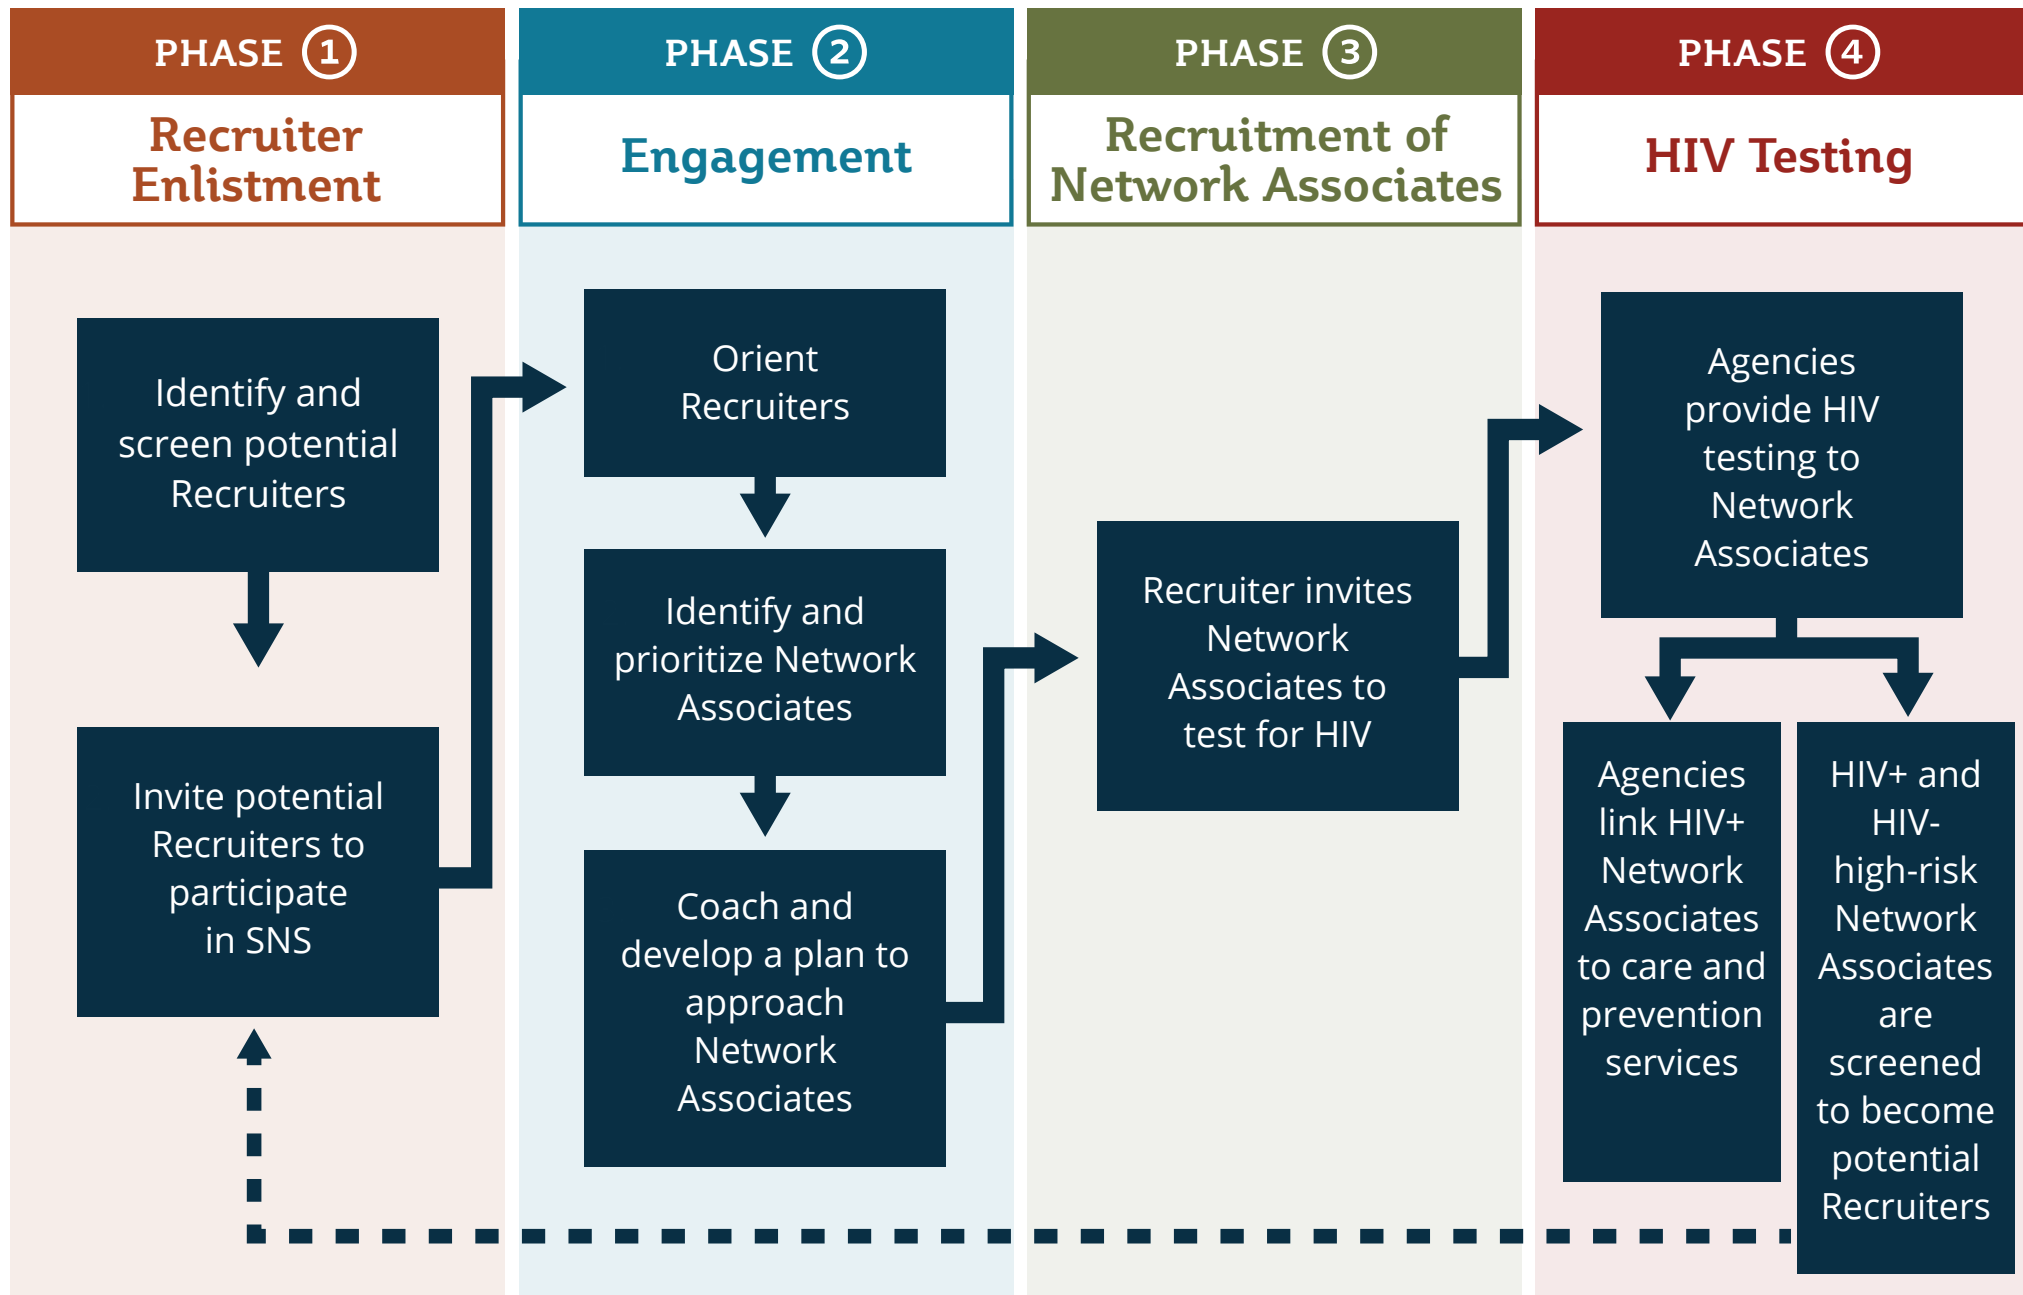 PHASE 1
Recruiter
Enlistment
Identify and
screen potential
Recruiters
Invite potential
Recruiters to
participate
in SNS
PHASE 2
Engagement
Orient
Recruiters
Identify and
prioritize Network
Associates
Coach and
develop a plan to
approach
Network
Associates
PHASE 3
Recruitment of
Network Associates
Recruiter invites
Network
Associates to
test for HIV
PHASE 4
HIV Testing
Agencies
provide HIV
testing to
Network
Associates
Agencies
link HIV+
Network
Associates
to care and
prevention
services
HIV+ and
HIV-
high-risk
Network
Associates
are
screened
to become
potential
Recruiters